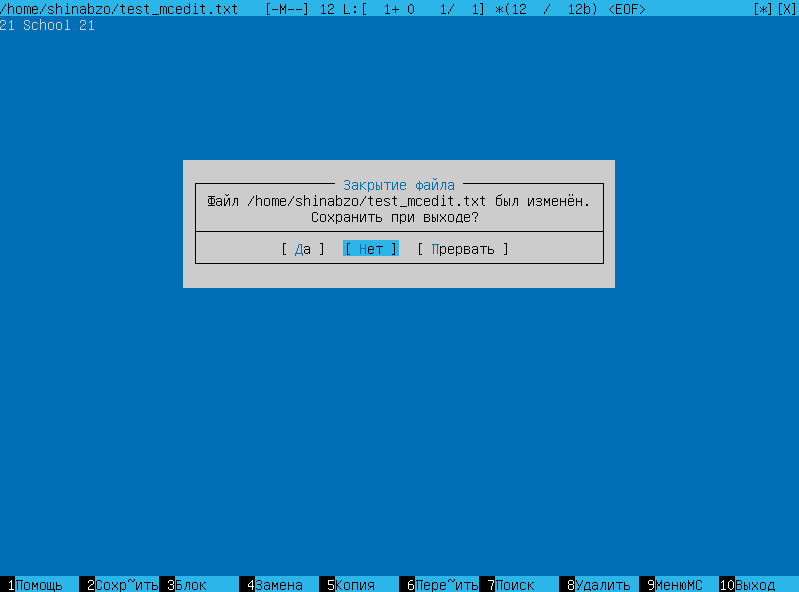 /home/shinabzo/test_mcedit.txt [-M--] 12 L:[ 1+ 0 1/ 1] *(12 / 12b) <EOF> [*][X]
21 School 21
Закрытие файла
Файл /home/shinabzo/test_mcedit.txt был изменён.
Сохранить при выходе?
[ Да ] [ Нет ] [ Прервать ]
1Помощь 2Сохр~ить 3Блок 4Замена 5Копия 6Пере~ить 7Поиск 8Удалить 9МенюМС 10Выход